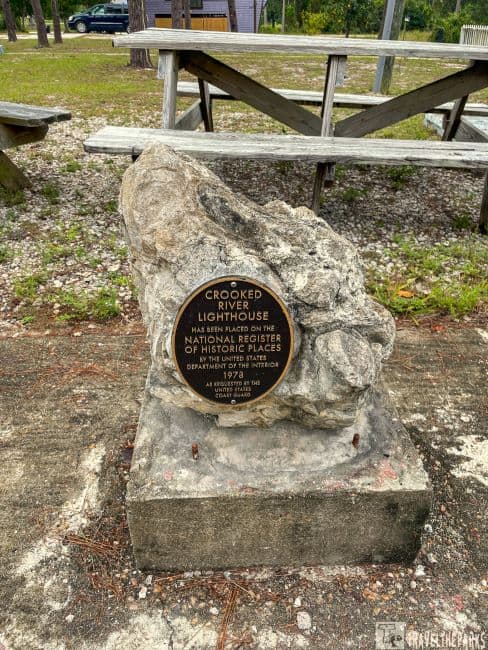 CROOKED
RIVER
LIGHTHOUSE
HAS BEEN PLACED ON THE
NATIONAL REGISTER
OF HISTORIC PLACES
BY THE UNITED STATES
DEPARTMENT OF THE INTERIOR
1978
AS REQUESTED BY THE
UNITED STATES
COAST GUARD
TRAVELTHEPARKS